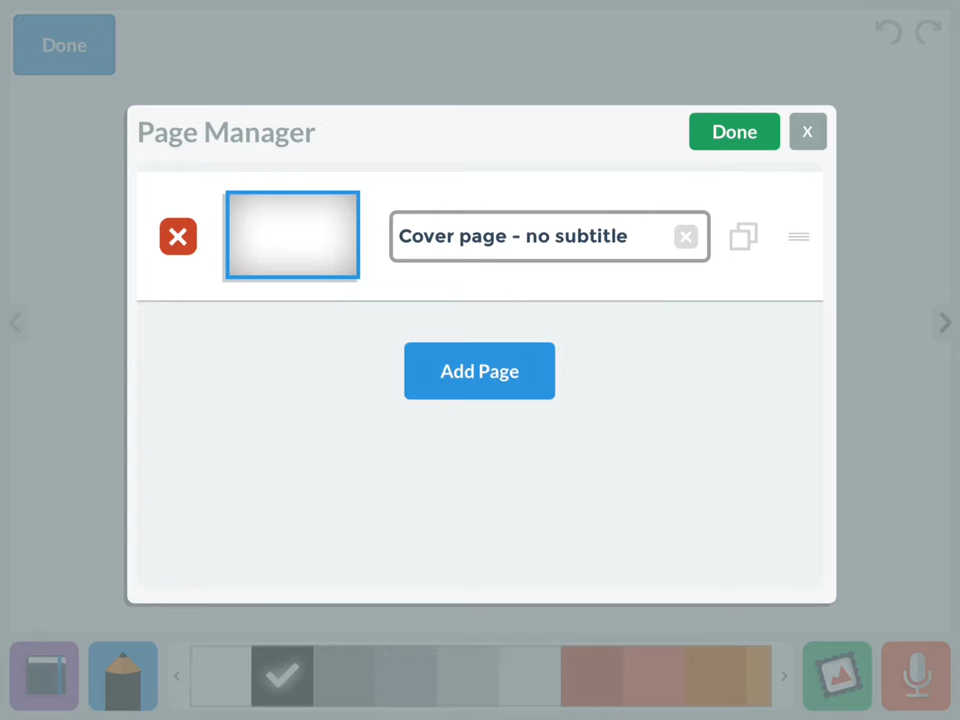 Done
Page Manager
Done
X
Cover page - no subtitle
Add Page